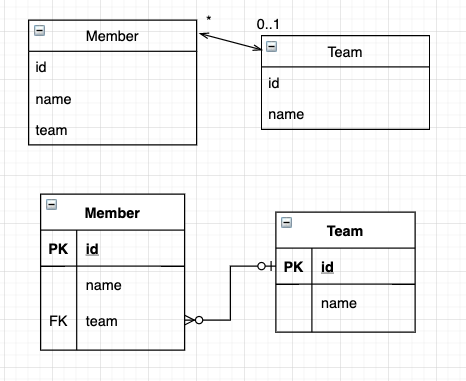 * 0..1
Member
Team
id
name
team
id
name
Member
PK id
name
FK team
Team
PK id
name